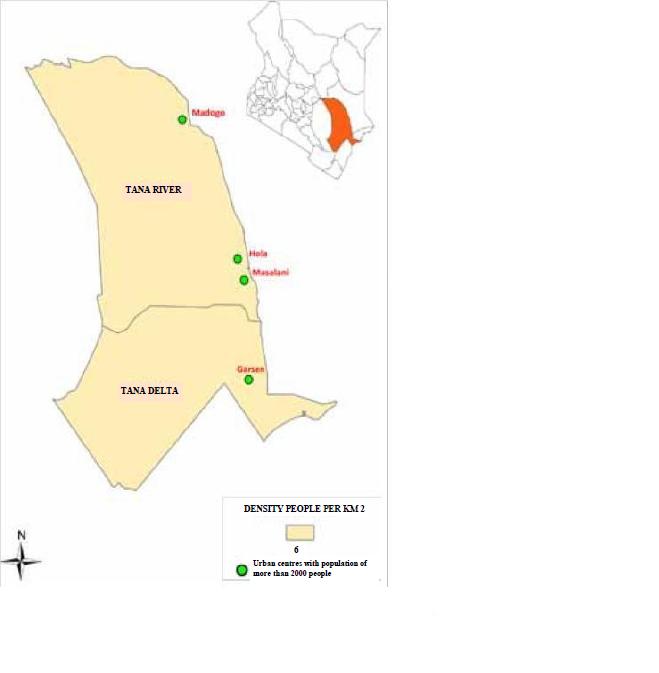 Madogo
TANA RIVER
Hola
Masalani
Garsen
TANA DELTA
DENSITY PEOPLE PER KM 2
6
Urban centres with population of
more than 2000 people
N